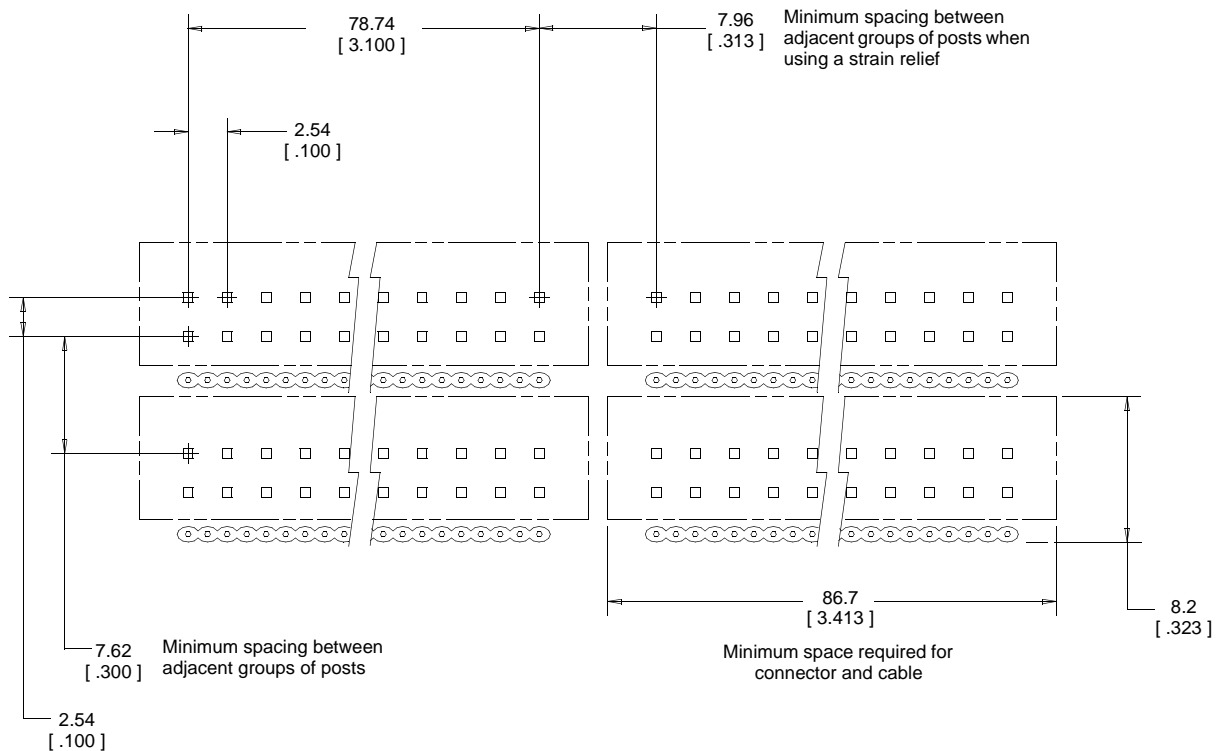 78.74
[ 3.100 ]
7.96
[ .313 ]
Minimum spacing between
adjacent groups of posts when
using a strain relief
2.54
[ .100 ]
86.7
[ 3.413 ]
Minimum space required for
connector and cable
8.2
[ .323 ]
7.62
[ .300 ]
Minimum spacing between
adjacent groups of posts
2.54
[ .100 ]